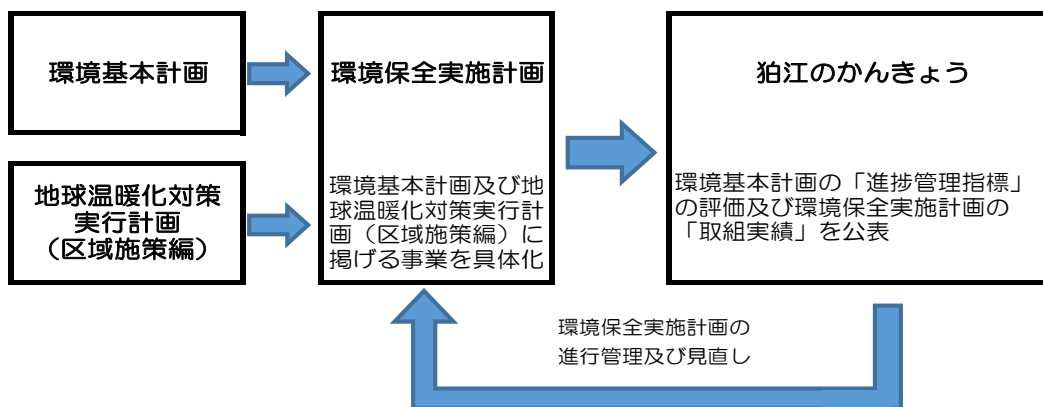 環境基本計画
地球温暖化対策
実行計画
（区域施策編）
環境保全実施計画
環境基本計画及び地
球温暖化対策実行計
画（区域施策編）に
掲げる事業を具体化
狛江のかんきょう
環境基本計画の「進捗管理指標」
の評価及び環境保全実施計画の
「取組実績」を公表
環境保全実施計画の
進行管理及び見直し